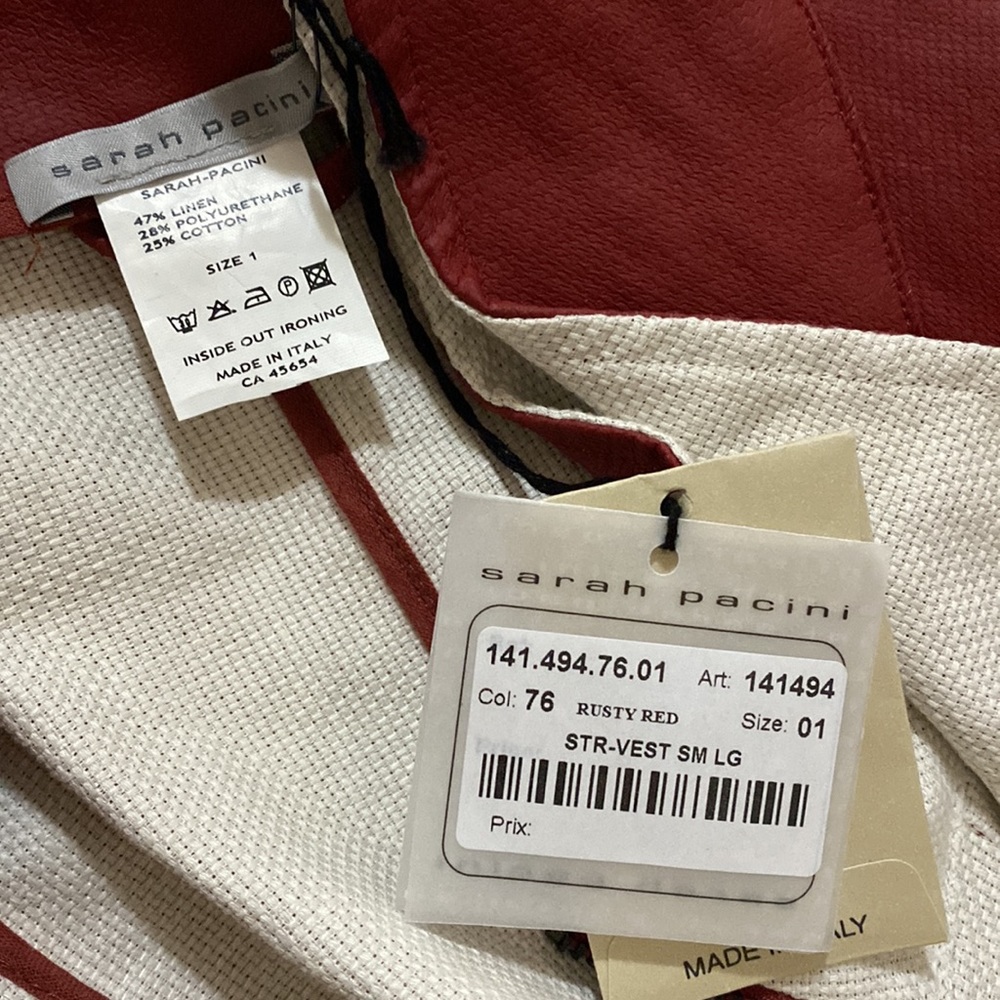 sarah pacini
SARAH-PACINI
47% LINEN
28% POLYURETHANE
25% COTTON
SIZE 1
INSIDE OUT IRONING
MADE IN ITALY
CA 45654
sarah pacini
141.494.76.01 Art: 141494
Col: 76 RUSTY RED Size: 01
STR-VEST SM LG
Prix:
MADE I ALY